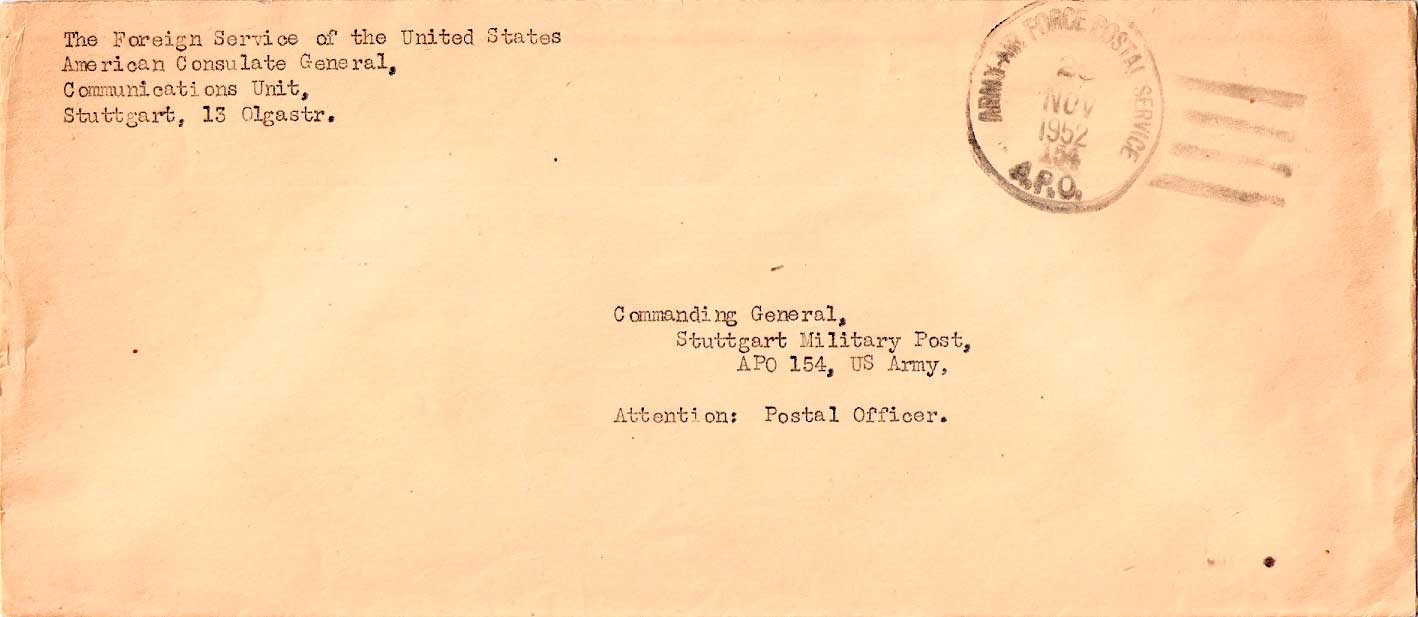 The Foreign Service of the United States
American Consulate General,
Communications Unit,
Stuttgart, 13 Olgastr.
ARMY-AIR FORCE POSTAL SERVICE
NOV
1952
154
A.P.O.
Commanding General,
Stuttgart Military Post,
APO 154, US Army,
Attention: Postal Officer.